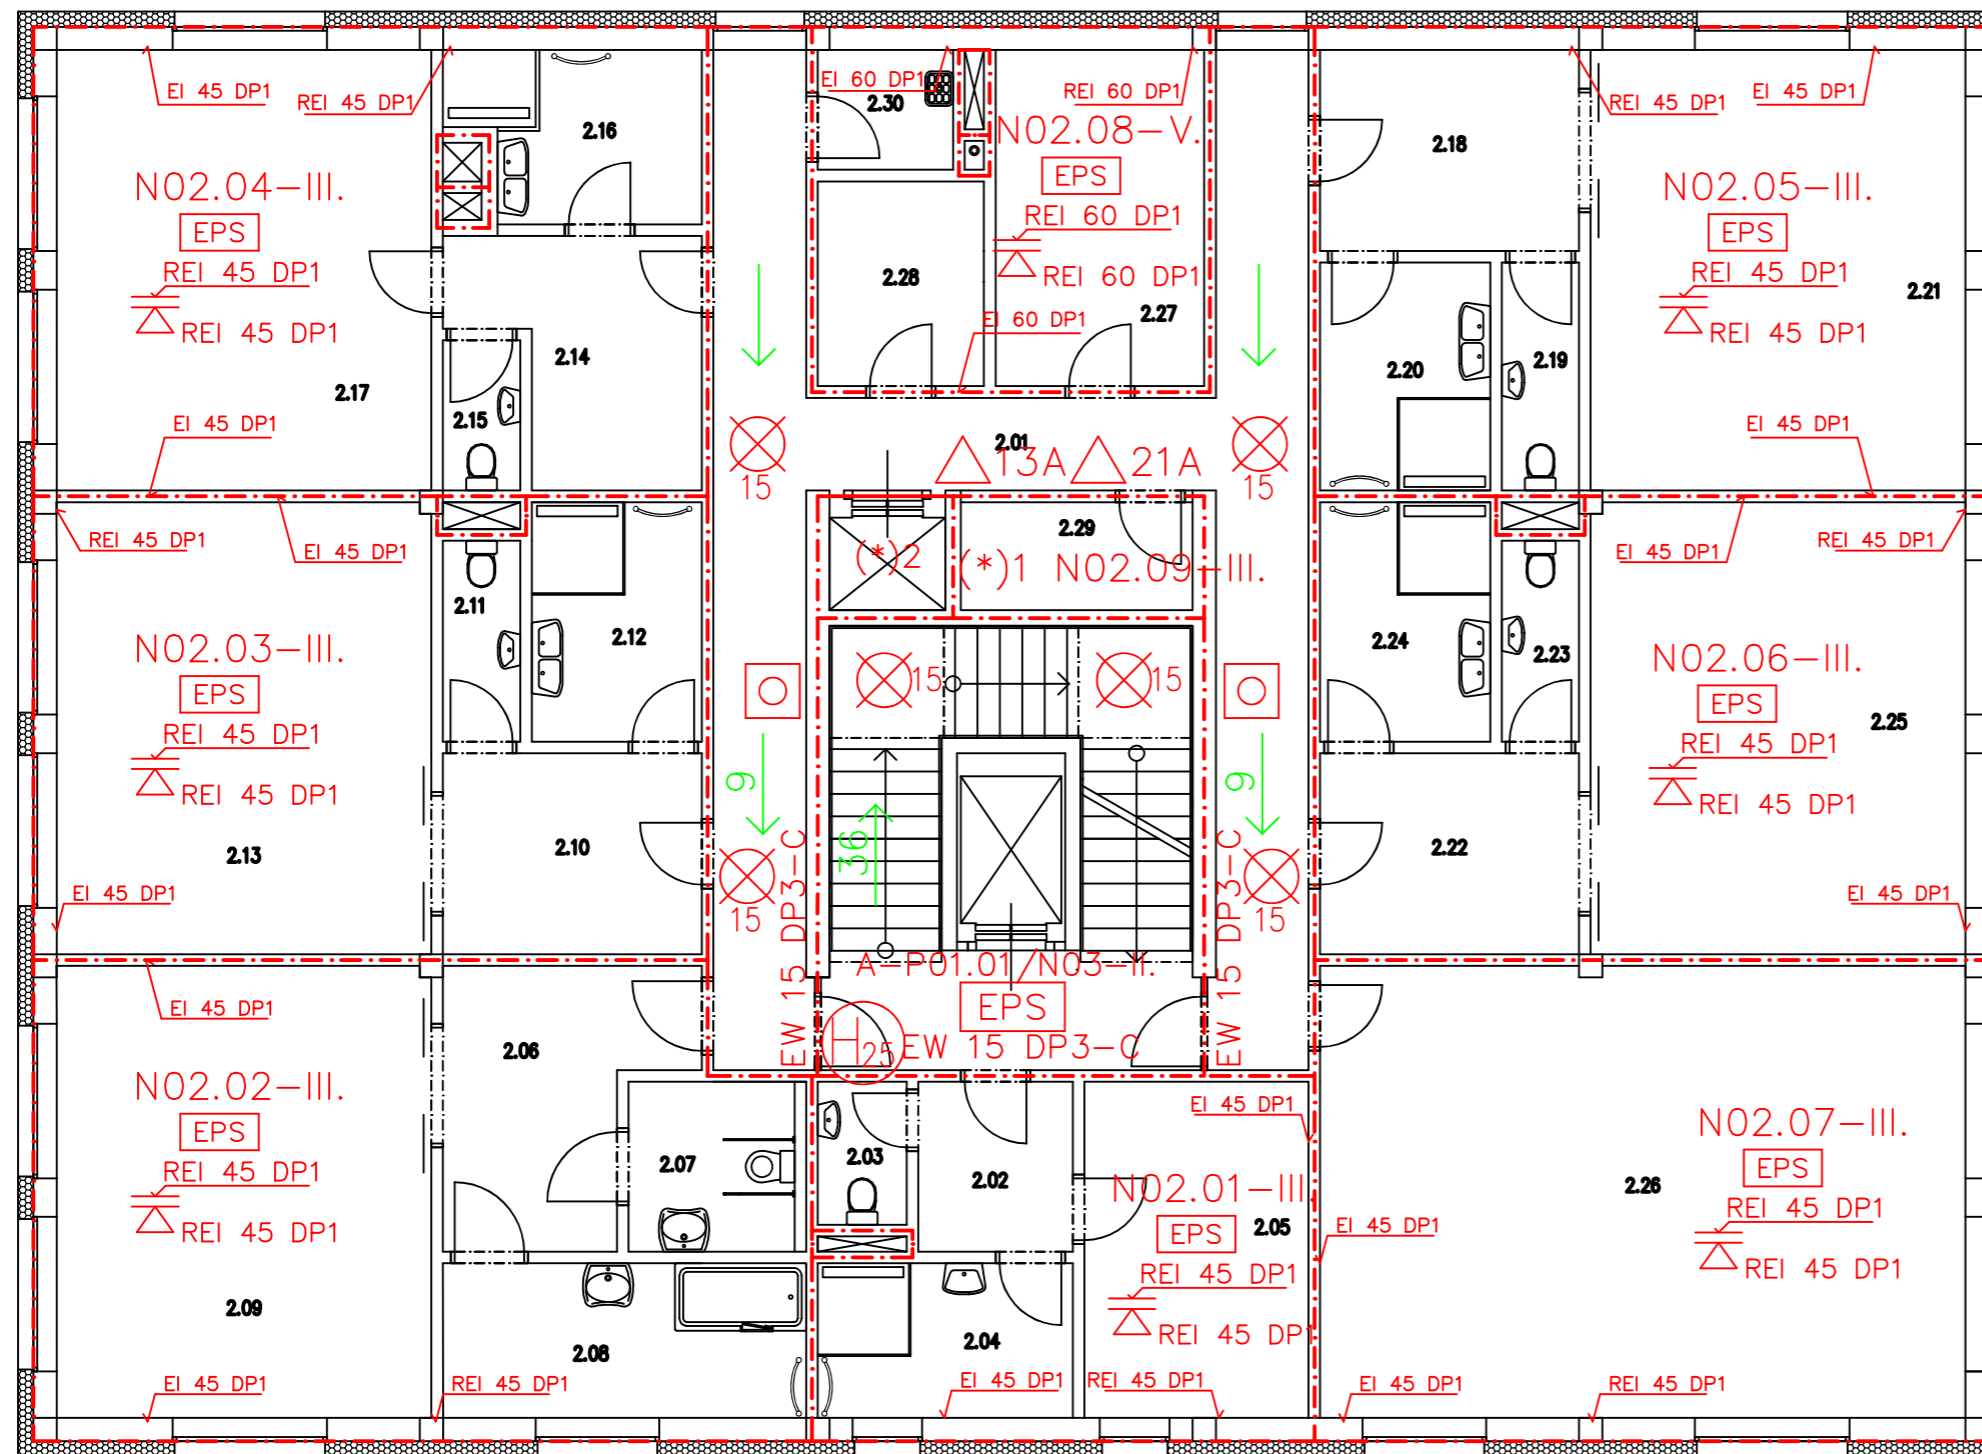 EI 45 DP1
REI 45 DP1
2.16
EI 60 DP1
2.30
REI 60 DP1
N02.08-V.
EPS
REI 60 DP1
REI 60 DP1
2.18
REI 45 DP1
EI 45 DP1
N02.04-III.
EPS
REI 45 DP1
REI 45 DP1
2.28
2.27
EI 60 DP1
N02.05-III.
EPS
REI 45 DP1
REI 45 DP1
2.21
2.14
2.17
2.15
EI 45 DP1
2.20
2.19
EI 45 DP1
15
2.01
13A
21A
15
REI 45 DP1
EI 45 DP1
2.29
(*)2
(*)1 N02.09-III.
EI 45 DP1
REI 45 DP1
2.11
2.12
2.24
2.23
N02.03-III.
EPS
REI 45 DP1
REI 45 DP1
15
15
N02.06-III.
EPS
REI 45 DP1
REI 45 DP1
2.25
9
36
9
2.13
2.10
2.22
EI 45 DP1
15
EW 15 DP3-C
EW 15 DP3-C
15
EI 45 DP1
A-P01.01/N03-II.
EPS
EI 45 DP1
H25
EW 15 DP3-C
2.06
N02.02-III.
EPS
REI 45 DP1
REI 45 DP1
2.07
2.03
2.02
EI 45 DP1
N02.01-III.
EPS
2.05
REI 45 DP1
REI 45 DP1
N02.07-III.
EPS
REI 45 DP1
REI 45 DP1
2.26
EI 45 DP1
2.09
2.08
2.04
EI 45 DP1
REI 45 DP1
EI 45 DP1
REI 45 DP1
EI 45 DP1
REI 45 DP1